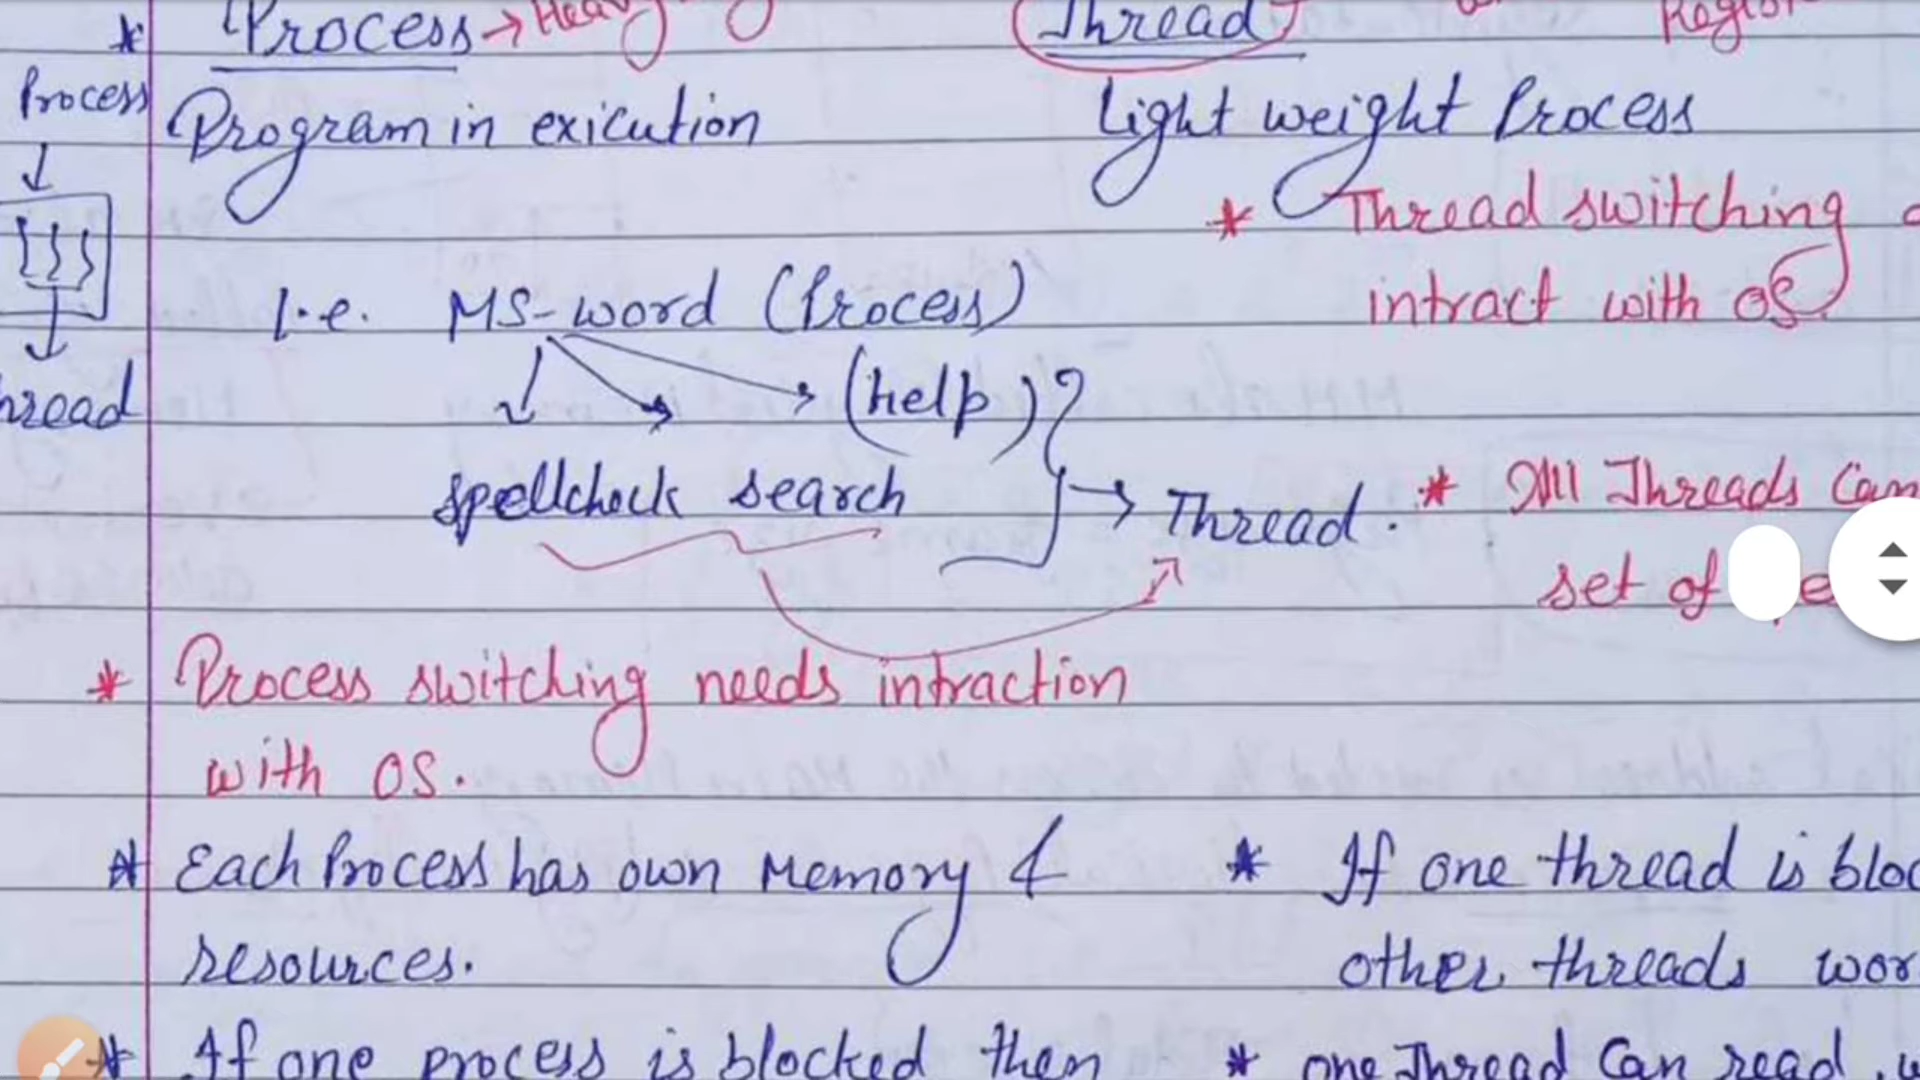 * Process → Heavy
Thread
Process
Program in exicution
Light weight Process
* Thread switching
intract with OS.
i.e. MS-word (Process)
(help)
Thread
spellcheck search → Thread.
* All Threads Can
set of
* Process switching needs intraction
with OS.
* Each Process has own Memory &
resources.
* If one thread is bloc
other threads wor
* If one process is blocked then
* one Thread Can read, w